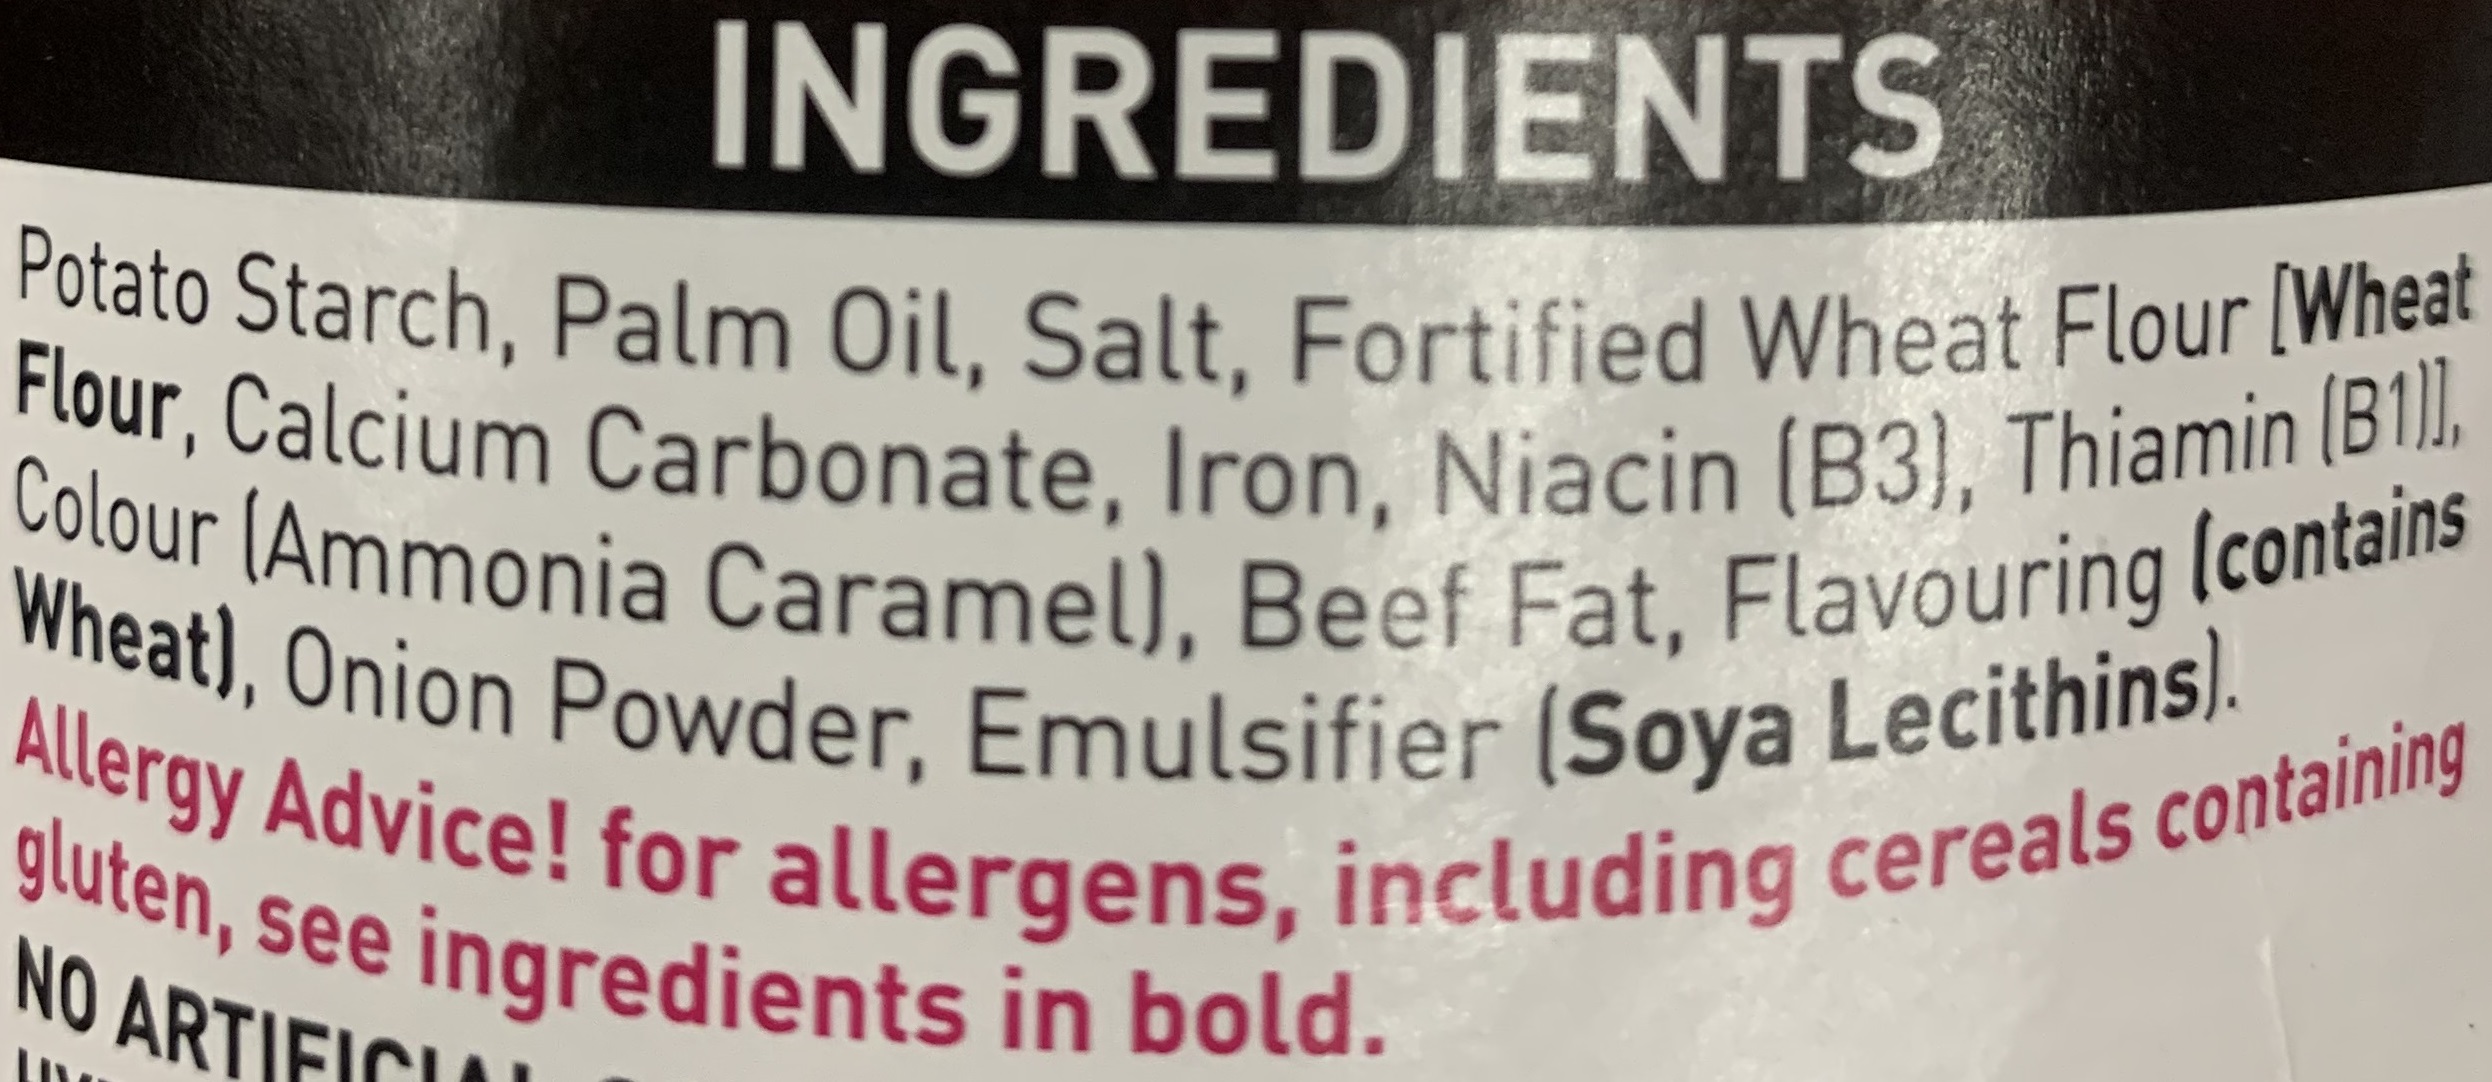 INGREDIENTS
Potato Starch, Palm Oil, Salt, Fortified Wheat Flour [Wheat
Flour, Calcium Carbonate, Iron, Niacin (B3), Thiamin (B1)],
Colour (Ammonia Caramel), Beef Fat, Flavouring (contains
Wheat), Onion Powder, Emulsifier (Soya Lecithins).
Allergy Advice! for allergens, including cereals containing
gluten, see ingredients in bold.
NO ARTIFICIAL